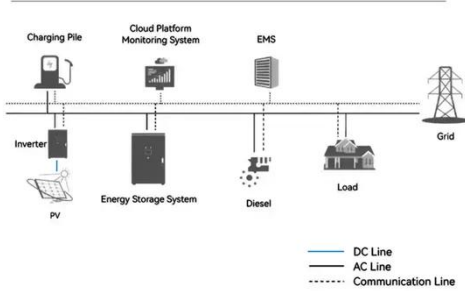 Charging Pile
Cloud Platform
Monitoring System
EMS
Grid
Inverter
PV
Energy Storage System
Diesel
Load
DC Line
AC Line
Communication Line